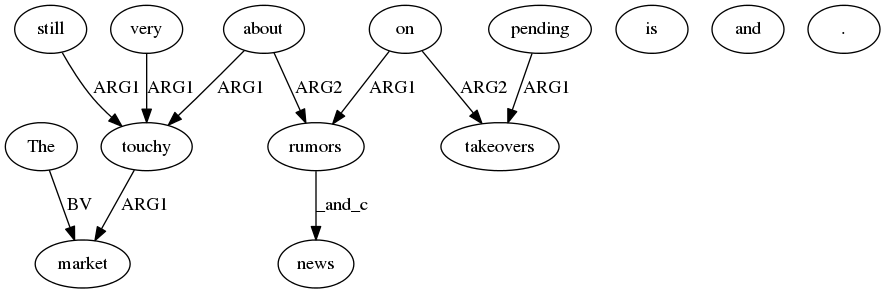 still very about on pending is and .
ARG1 ARG1 ARG1 ARG2 ARG1 ARG2 ARG1
The touchy rumors takeovers
BV ARG1 _and_c
market news